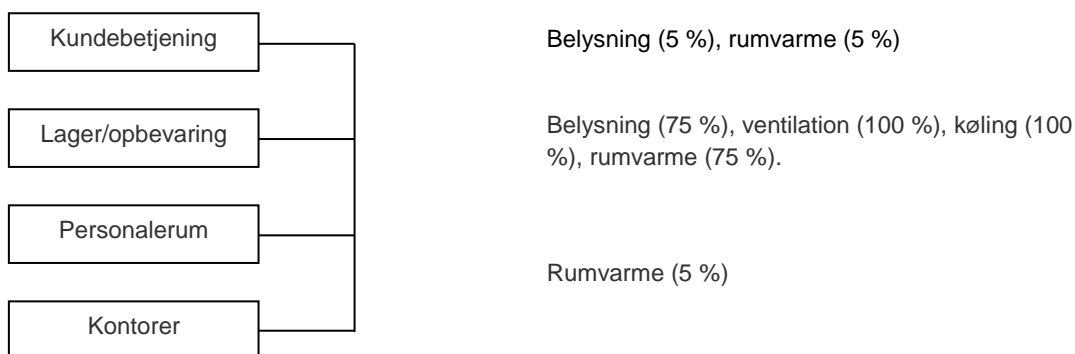 Kundebetjening
Belysning (5 %), rumvarme (5 %)
Lager/opbevaring
Belysning (75 %), ventilation (100 %), køling (100
%), rumvarme (75 %).
Personalerum
Rumvarme (5 %)
Kontorer